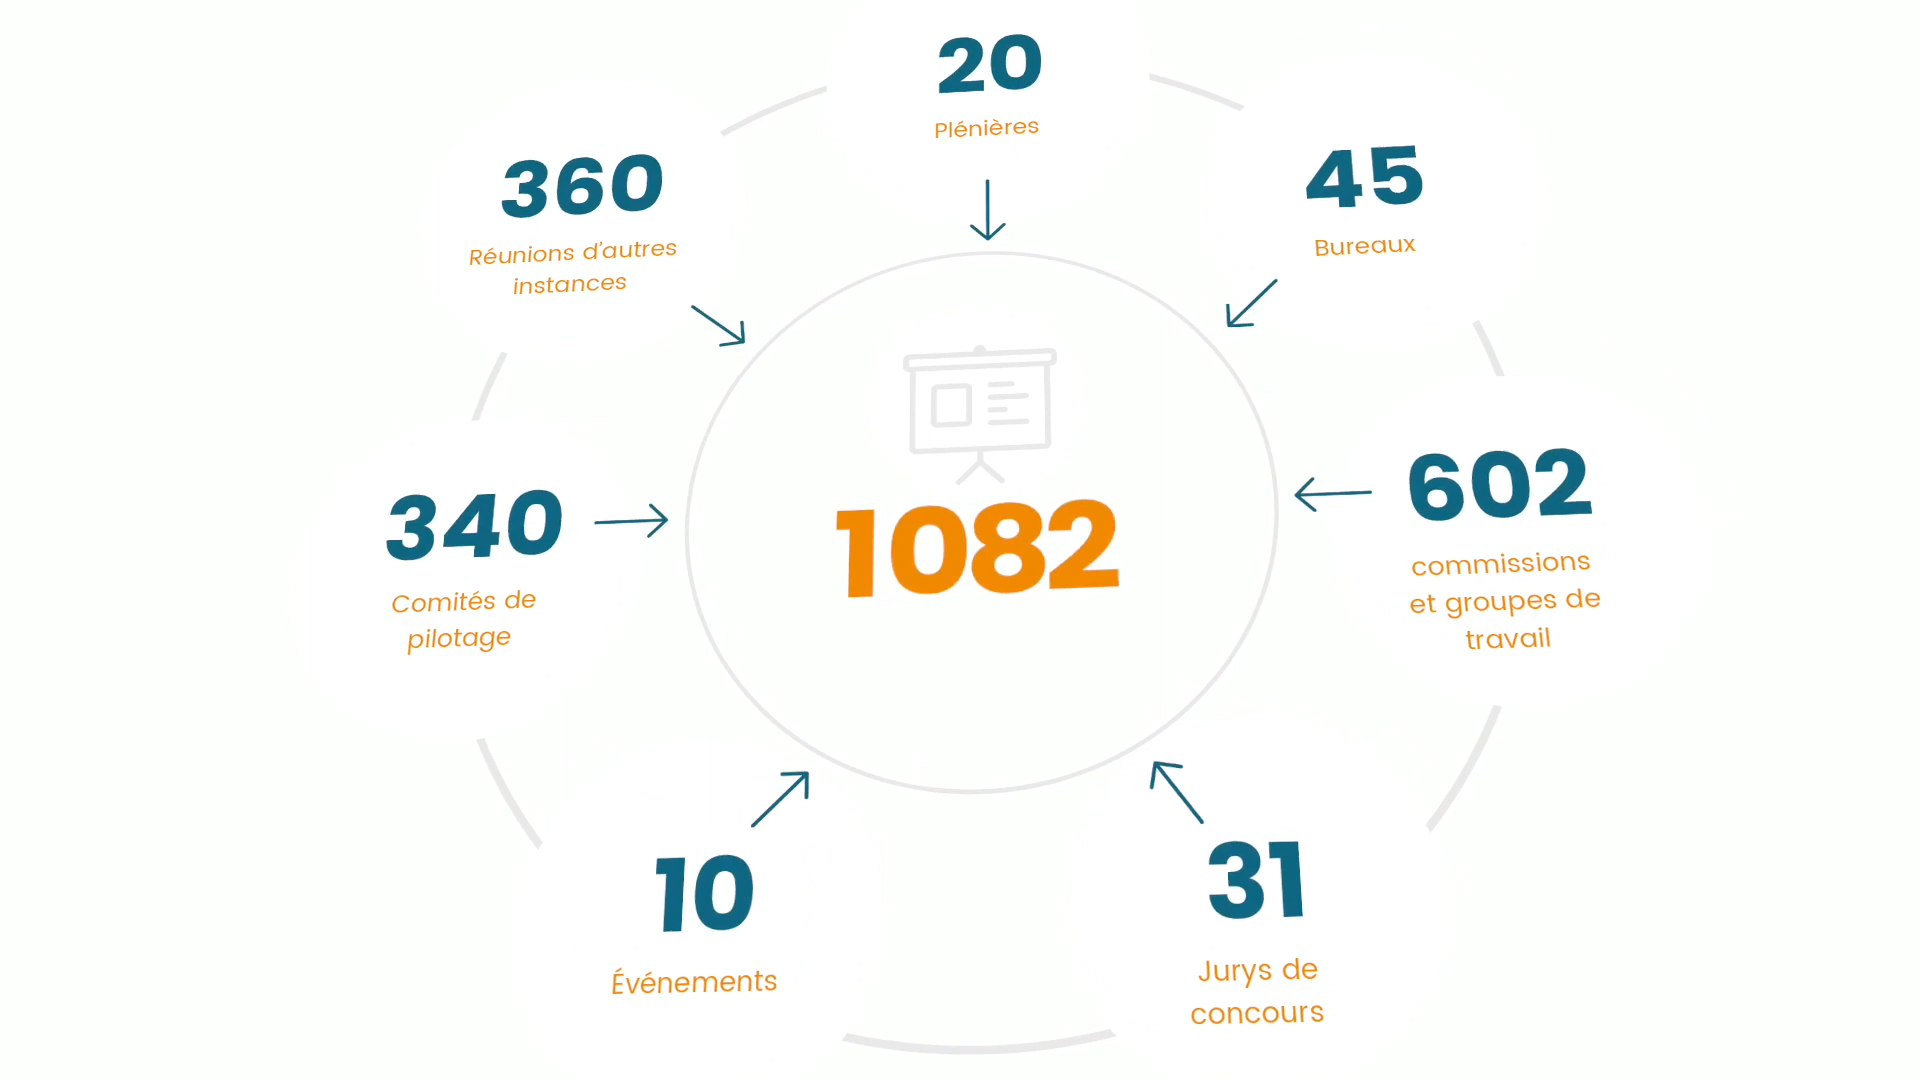 20
Plénières
45
Bureaux
602
commissions
et groupes de
travail
31
Jurys de
concours
10
Événements
340
Comités de
pilotage
360
Réunions d'autres
instances
1082